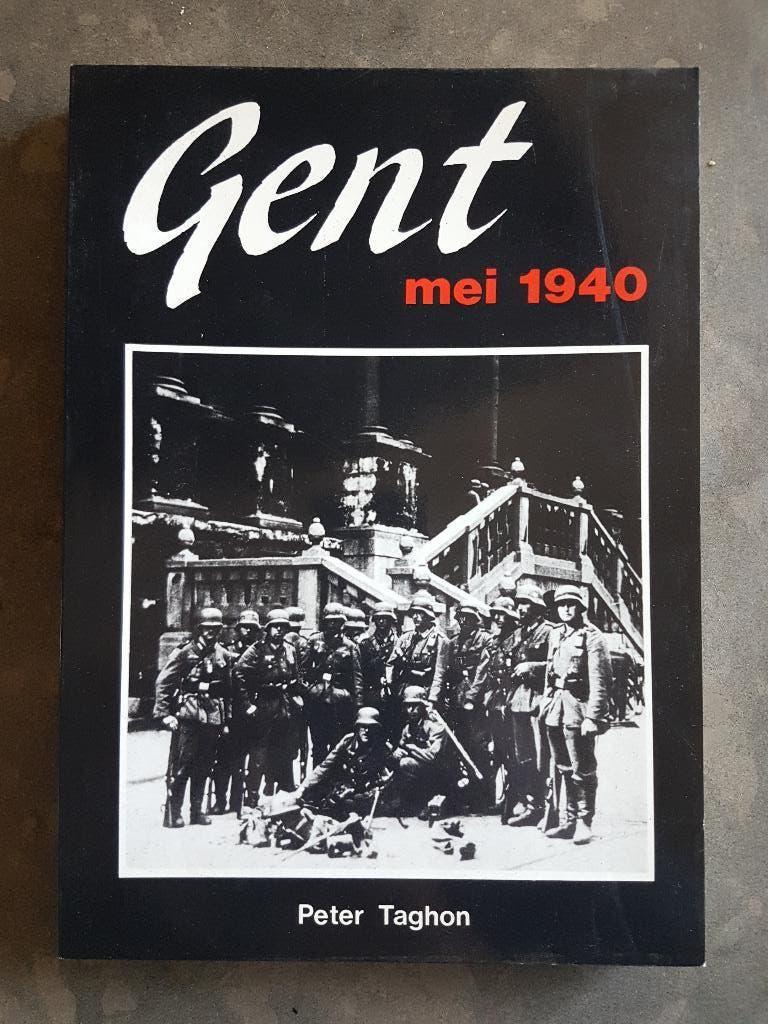 Gent
mei 1940
Peter Taghon